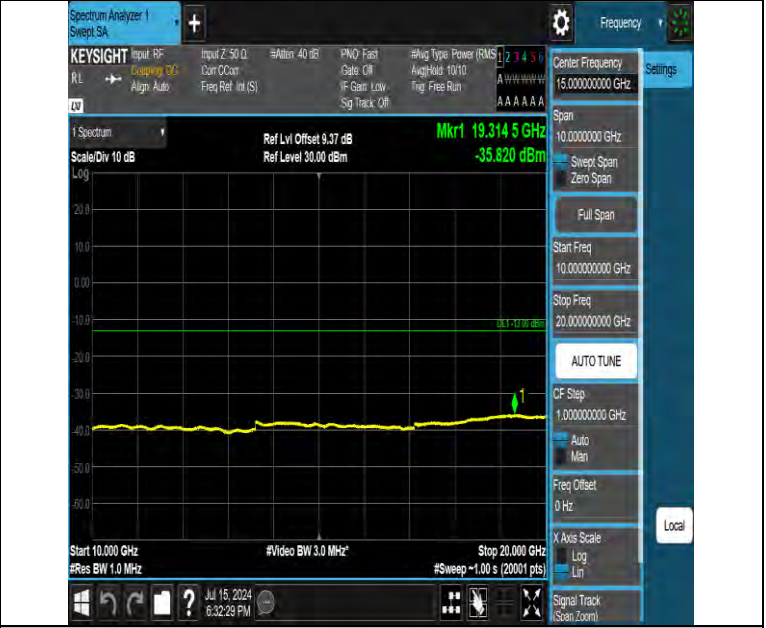 Spectrum Analyzer 1
Swept SA
+
Frequency
KEYSIGHT
Input: RF
Coupling: DC
Align: Auto
RL
LXI
Input Z: 50 Ω
Corr CCorr
Freq Ref: Int (S)
#Atten: 40 dB
PNO: Fast
Gate: Off
IF Gain: Low
Sig Track: Off
#Avg Type: Power (RMS
Avg|Hold: 10/10
Trig: Free Run
1 2 3 4 5 6
A W W W W W
A A A A A A
1 Spectrum
Scale/Div 10 dB
Log
Ref Lvl Offset 9.37 dB
Ref Level 30.00 dBm
Mkr1 19.314 5 GHz
-35.820 dBm
20.0
10.0
0.00
-10.0
-20.0
-30.0
-40.0
-50.0
-60.0
DL1 -13.00 dBm
1
Start 10.000 GHz
#Res BW 1.0 MHz
#Video BW 3.0 MHz*
Stop 20.000 GHz
#Sweep ~1.00 s (20001 pts)
Center Frequency
15.000000000 GHz
Span
10.0000000 GHz
Swept Span
Zero Span
Full Span
Start Freq
10.000000000 GHz
Stop Freq
20.000000000 GHz
AUTO TUNE
CF Step
1.000000000 GHz
Auto
Man
Freq Offset
0 Hz
X Axis Scale
Log
Lin
Signal Track
(Span Zoom)
Settings
Local
?
Jul 15, 2024
6:32:29 PM